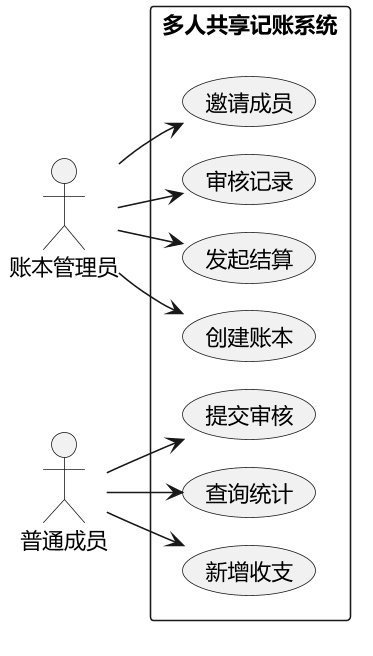 多人共享记账系统
邀请成员
审核记录
发起结算
账本管理员
创建账本
提交审核
查询统计
普通成员
新增收支